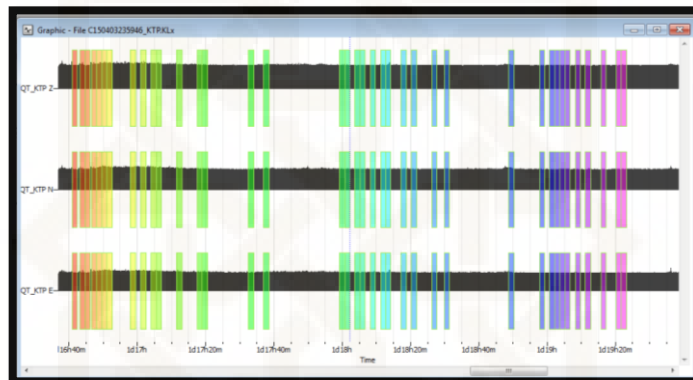 Graphic - File C150403235946_KTP.KLx
QT_KTP Z
QT_KTP N
QT_KTP E
1d16h40m 1d17h 1d17h20m 1d17h40m 1d18h 1d18h20m 1d18h40m 1d19h 1d19h20m
Time